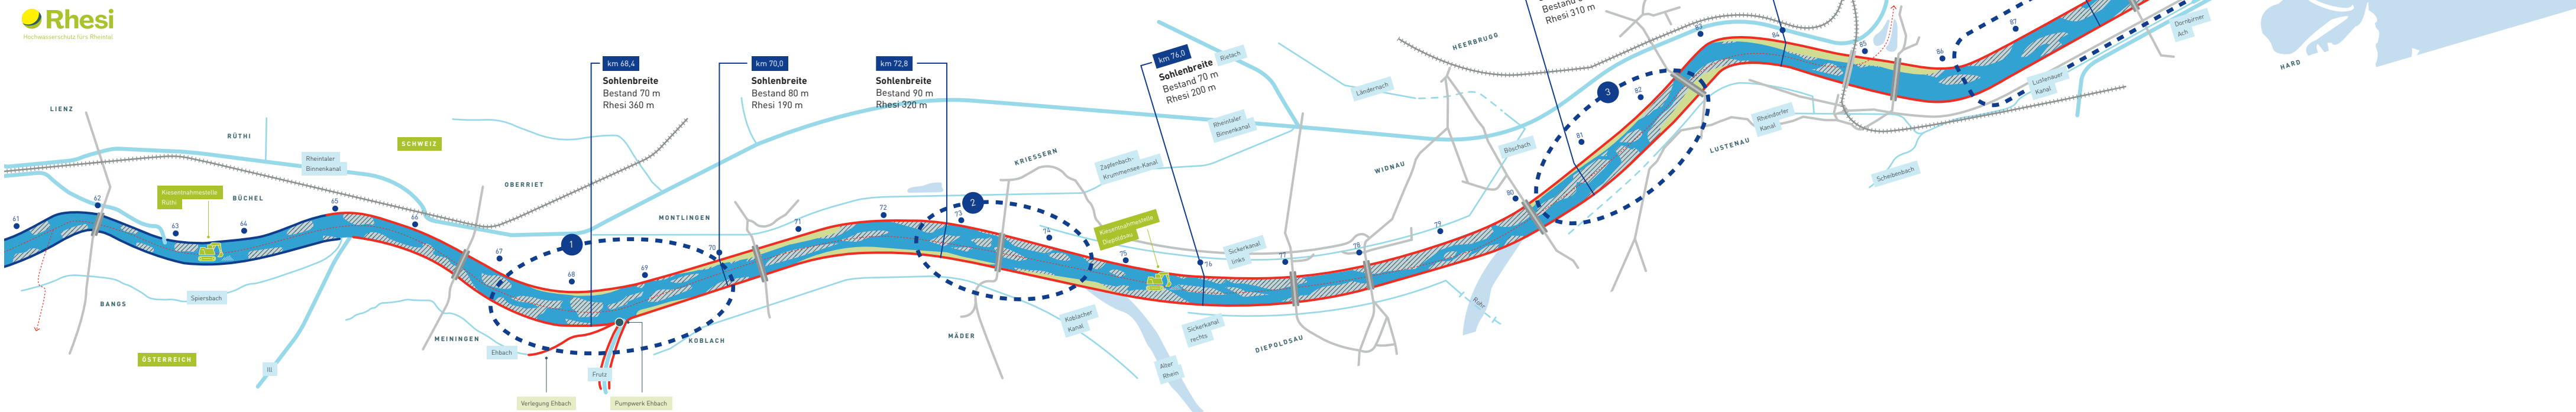 Rhesi
Hochwasserschutz fürs Rheintal
LIENZ
RÜTHI
SCHWEIZ
Rheintaler
Binnenkanal
Kiesentnahmestelle
Rüthi
BÜCHEL
OBERRIET
61
62
63
64
65
66
67
BANGS
Spiersbach
ÖSTERREICH
Ill
MEININGEN
Ehbach
Verlegung Ehbach
Frutz
Pumpwerk Ehbach
KOBLACH
1
68
69
70
MONTLINGEN
km 68,4
Sohlenbreite
Bestand 70 m
Rhesi 360 m
km 70,0
Sohlenbreite
Bestand 80 m
Rhesi 190 m
km 72,8
Sohlenbreite
Bestand 90 m
Rhesi 320 m
71
72
73
2
74
75
MÄDER
KRIESSERN
Zapfenbach-
Krummensee-Kanal
Kiesentnahmestelle
Diepoldsau
Koblacher
Kanal
Alter
Rhein
Sickerkanal
rechts
Sickerkanal
links
km 76,0
Sohlenbreite
Bestand 70 m
Rhesi 200 m
76
77
78
79
80
Rietach
Rheintaler
Binnenkanal
Ländernach
DIEPOLDSAU
WIDNAU
HEERBRUGG
Böschach
Rohr
Rhesi 310 m
3
81
82
83
84
85
86
87
LUSTENAU
Rheindorfer
Kanal
Scheibenbach
Lustenauer
Kanal
Dornbirner
Ach
HARD